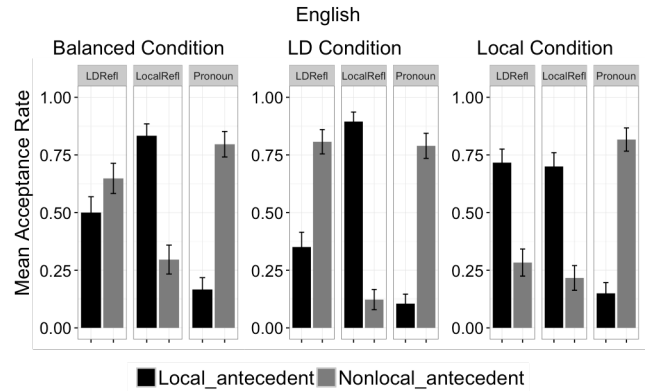 English
Balanced Condition
LD Condition
Local Condition
LDRefl LocalRefl Pronoun
LDRefl LocalRefl Pronoun
LDRefl LocalRefl Pronoun
Mean Acceptance Rate
1.00 1.00 1.00
0.75 0.75 0.75
0.50 0.50 0.50
0.25 0.25 0.25
0.00 0.00 0.00
Local_antecedent Nonlocal_antecedent